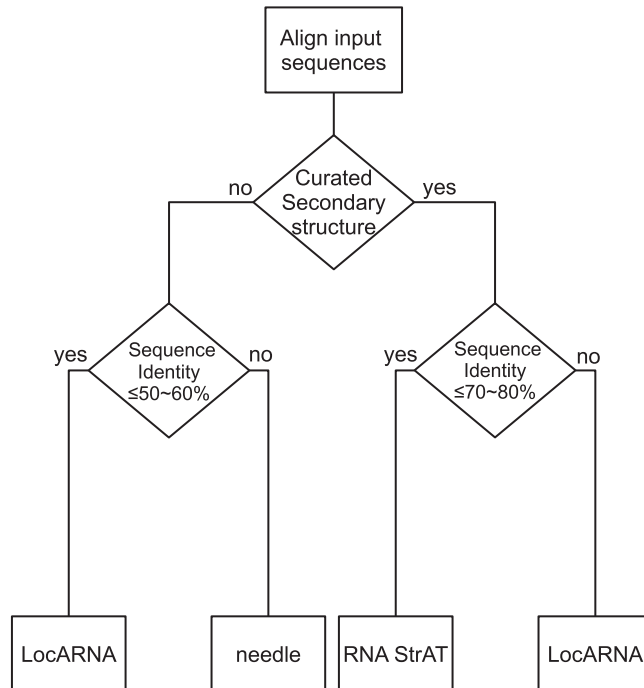 Align input
sequences
no
yes
Curated
Secondary
structure
yes
no
Sequence
Identity
≤50~60%
yes
no
Sequence
Identity
≤70~80%
LocARNA
needle
RNA StrAT
LocARNA